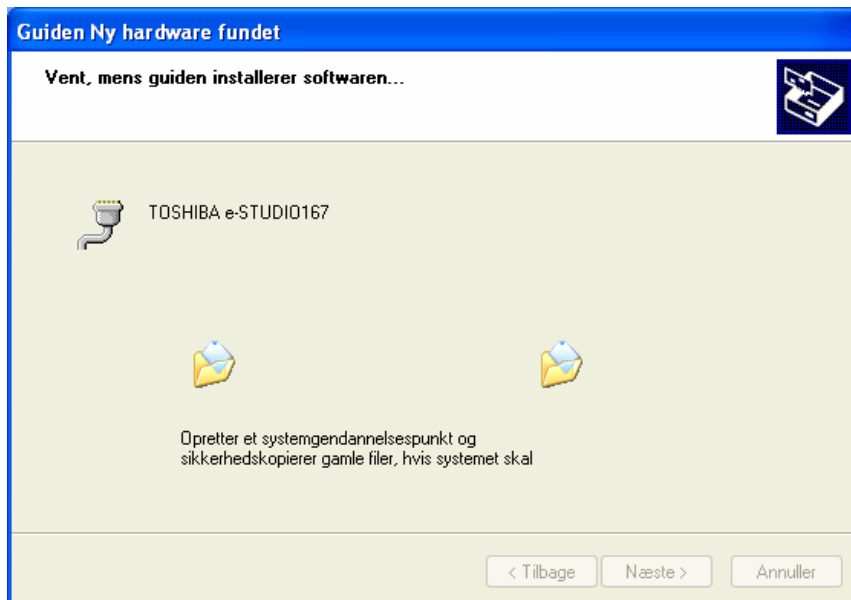 Guiden Ny hardware fundet
Vent, mens guiden installerer softwaren...
TOSHIBA e-STUDIO167
Opretter et systemgendannelsespunkt og
sikkerhedskopierer gamle filer, hvis systemet skal
< Tilbage
Næste >
Annuller